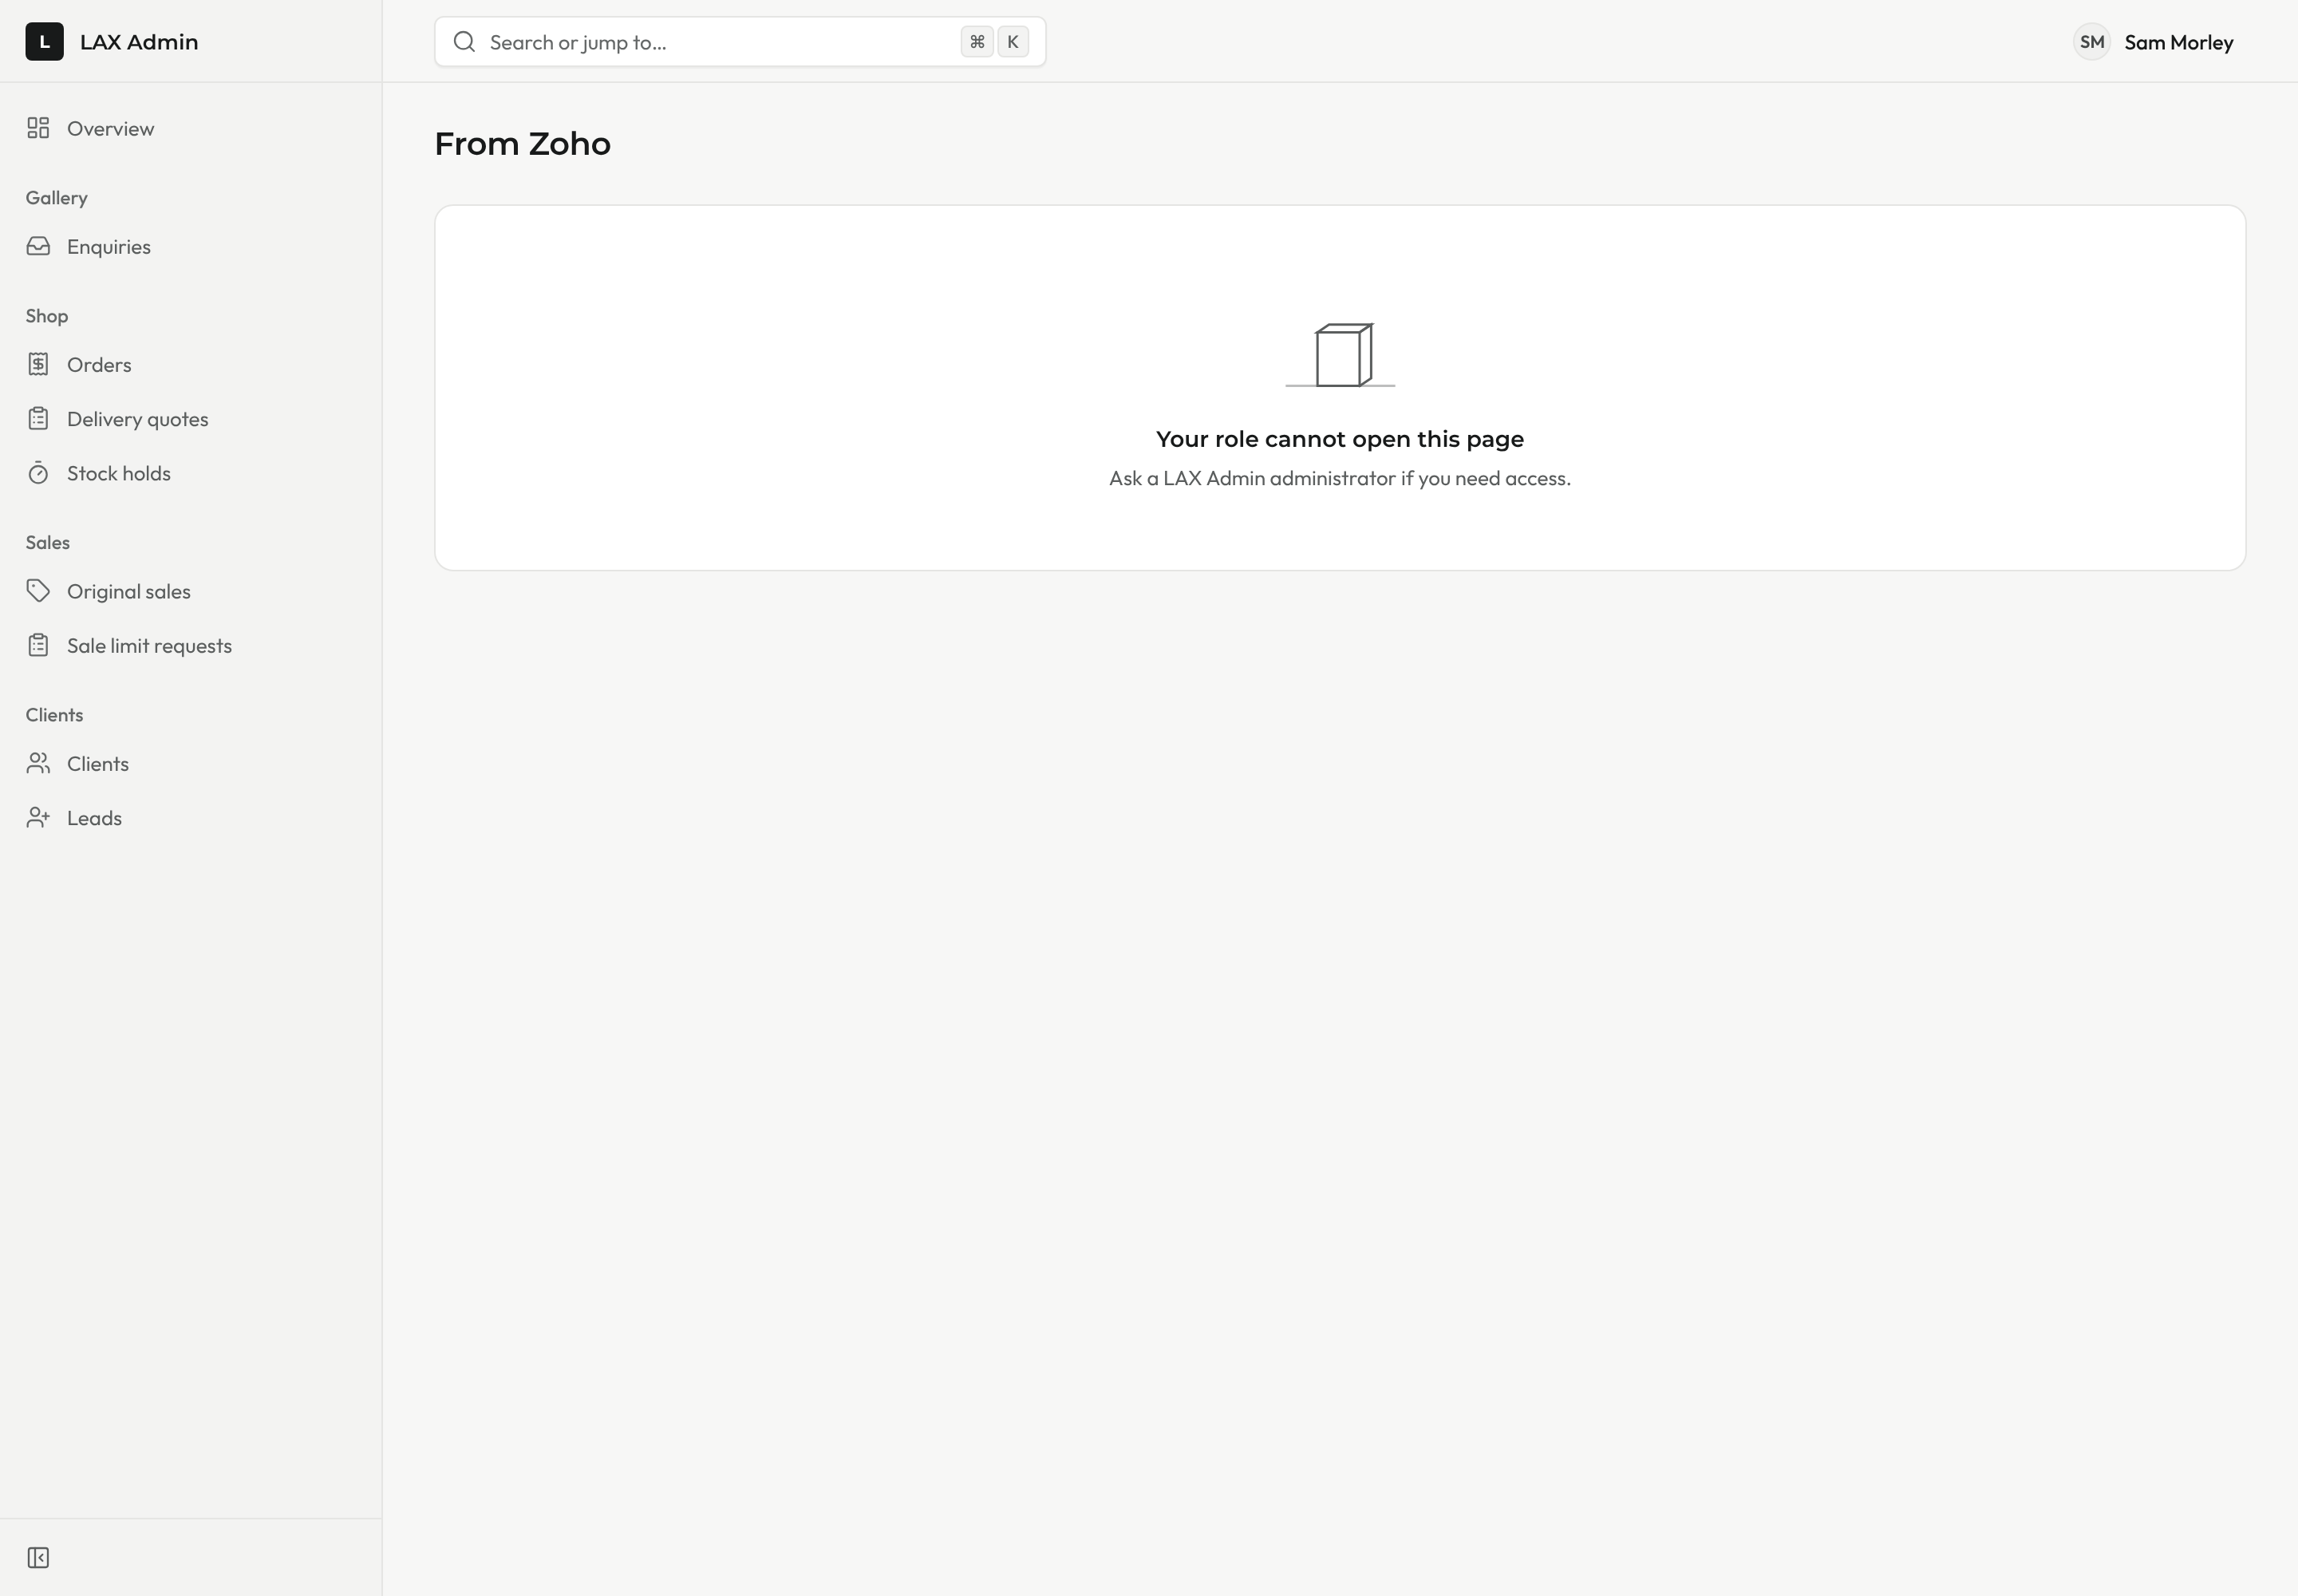 L
LAX Admin
Search or jump to...
⌘ K
SM
Sam Morley
Overview
Gallery
Enquiries
Shop
Orders
Delivery quotes
Stock holds
Sales
Original sales
Sale limit requests
Clients
Clients
Leads
From Zoho
Your role cannot open this page
Ask a LAX Admin administrator if you need access.